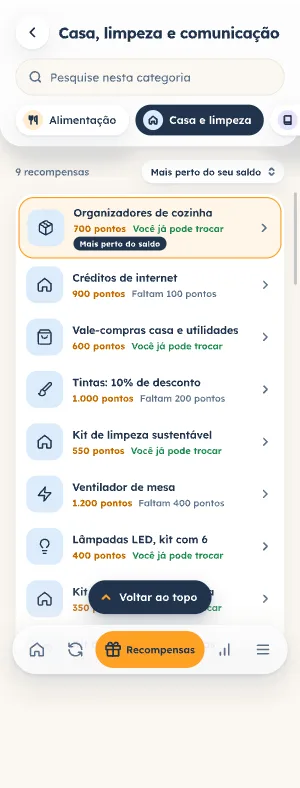 Casa, limpeza e comunicação
Pesquise nesta categoria
Alimentação
Casa e limpeza
9 recompensas
Mais perto do seu saldo
Organizadores de cozinha
700 pontos Você já pode trocar
Mais perto do saldo
Créditos de internet
900 pontos Faltam 100 pontos
Vale-compras casa e utilidades
600 pontos Você já pode trocar
Tintas: 10% de desconto
1.000 pontos Faltam 200 pontos
Kit de limpeza sustentável
550 pontos Você já pode trocar
Ventilador de mesa
1.200 pontos Faltam 400 pontos
Lâmpadas LED, kit com 6
400 pontos Você já pode trocar
Kit
Voltar ao topo
350
car
Recompensas